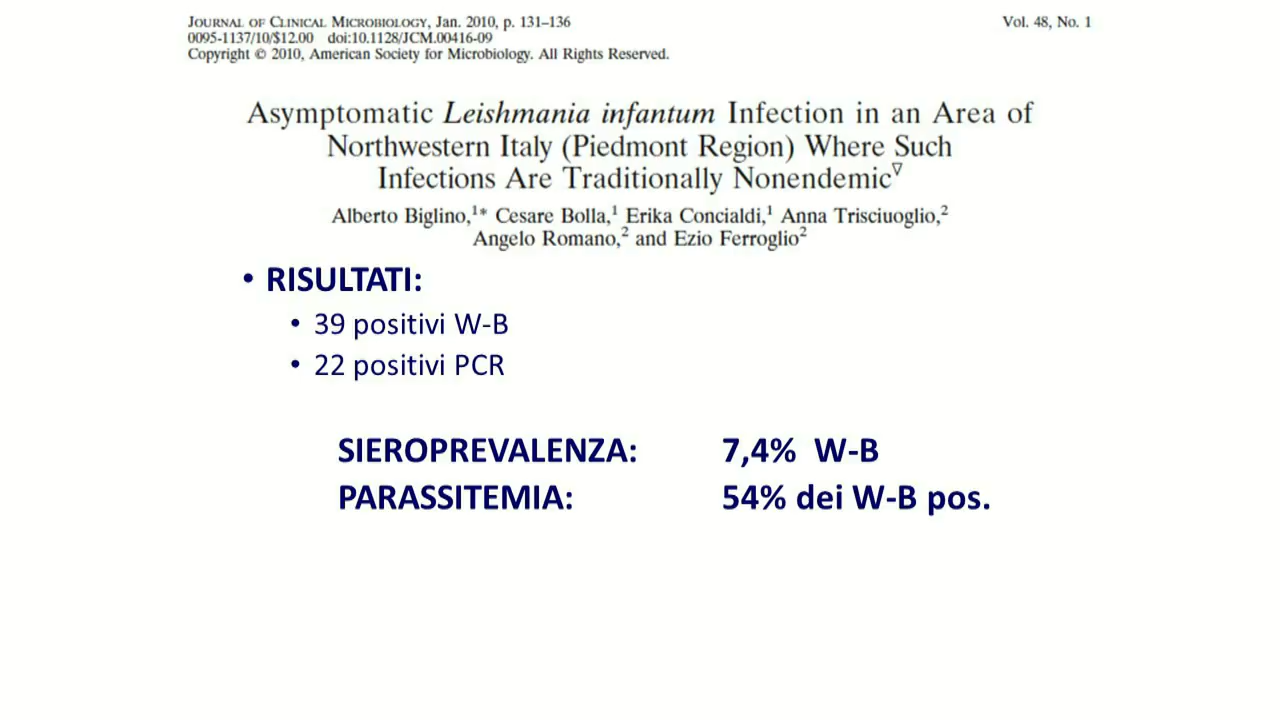 JOURNAL OF CLINICAL MICROBIOLOGY, Jan. 2010, p. 131–136
Vol. 48, No. 1
0095-1137/10/$12.00 doi:10.1128/JCM.00416-09
Copyright © 2010, American Society for Microbiology. All Rights Reserved.
Asymptomatic Leishmania infantum Infection in an Area of
Northwestern Italy (Piedmont Region) Where Such
Infections Are Traditionally Nonendemic▽
Alberto Biglino,1* Cesare Bolla,1 Erika Concialdi,1 Anna Trisciuoglio,2
Angelo Romano,2 and Ezio Ferroglio2
• RISULTATI:
• 39 positivi W-B
• 22 positivi PCR
SIEROPREVALENZA: 7,4% W-B
PARASSITEMIA: 54% dei W-B pos.